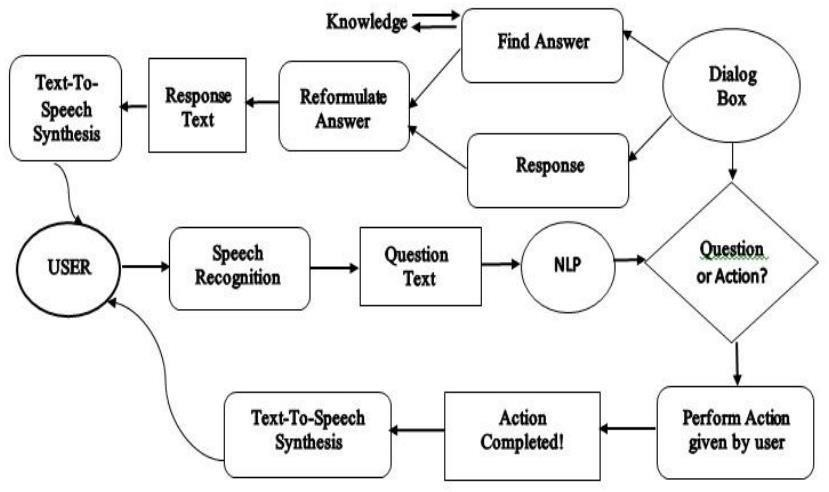 Knowledge
Find Answer
Dialog
Box
Text-To-
Speech
Synthesis
Response
Text
Reformulate
Answer
Response
USER
Speech
Recognition
Question
Text
NLP
Question
or Action?
Text-To-Speech
Synthesis
Action
Completed!
Perform Action
given by user